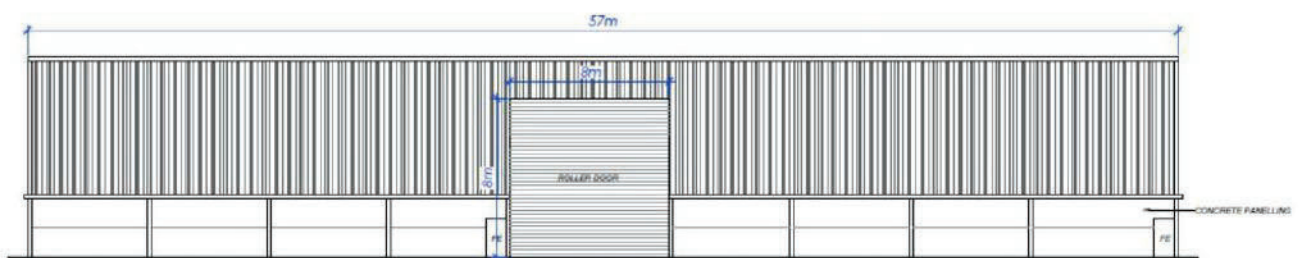 57m
8m
8m
ROLLER DOOR
CONCRETE PANELLING
FE
FE